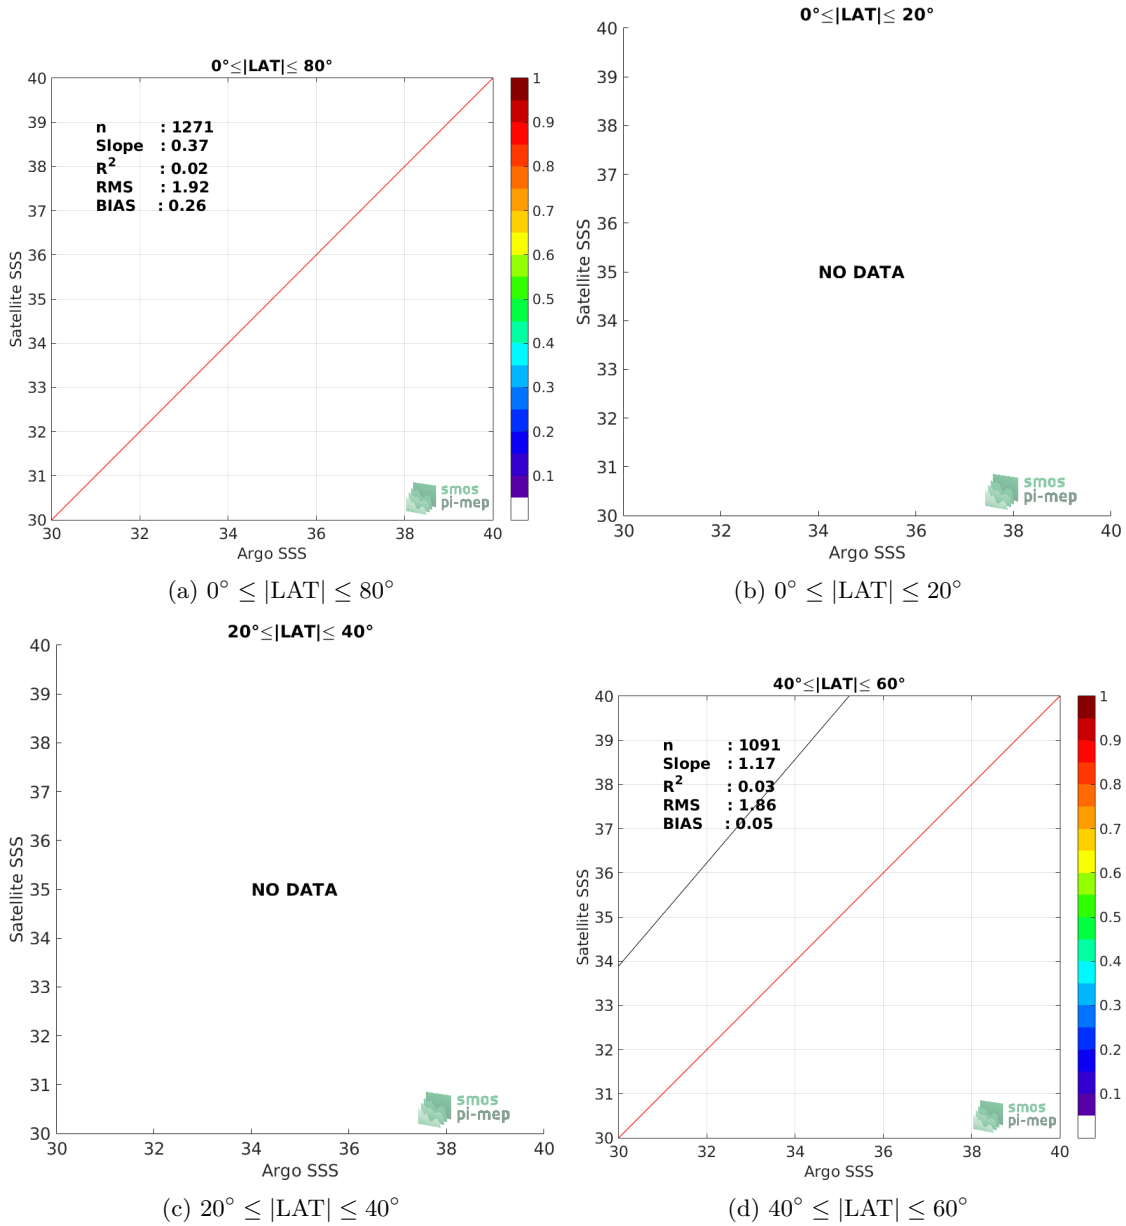 0°≤|LAT|≤ 80°
40
39
38
37
36
35
34
33
32
31
30
30
32
34
36
38
40
Satellite SSS
Argo SSS
n : 1271
Slope : 0.37
R² : 0.02
RMS : 1.92
BIAS : 0.26
1
0.9
0.8
0.7
0.6
0.5
0.4
0.3
0.2
0.1
smos
pi-mep
(a) 0° ≤ |LAT| ≤ 80°
0°≤|LAT|≤ 20°
40
39
38
37
36
35
34
33
32
31
30
30
32
34
36
38
40
Satellite SSS
Argo SSS
NO DATA
smos
pi-mep
(b) 0° ≤ |LAT| ≤ 20°
20°≤|LAT|≤ 40°
40
39
38
37
36
35
34
33
32
31
30
30
32
34
36
38
40
Satellite SSS
Argo SSS
NO DATA
smos
pi-mep
(c) 20° ≤ |LAT| ≤ 40°
40°≤|LAT|≤ 60°
40
39
38
37
36
35
34
33
32
31
30
30
32
34
36
38
40
Satellite SSS
Argo SSS
n : 1091
Slope : 1.17
R² : 0.03
RMS : 1.86
BIAS : 0.05
1
0.9
0.8
0.7
0.6
0.5
0.4
0.3
0.2
0.1
smos
pi-mep
(d) 40° ≤ |LAT| ≤ 60°